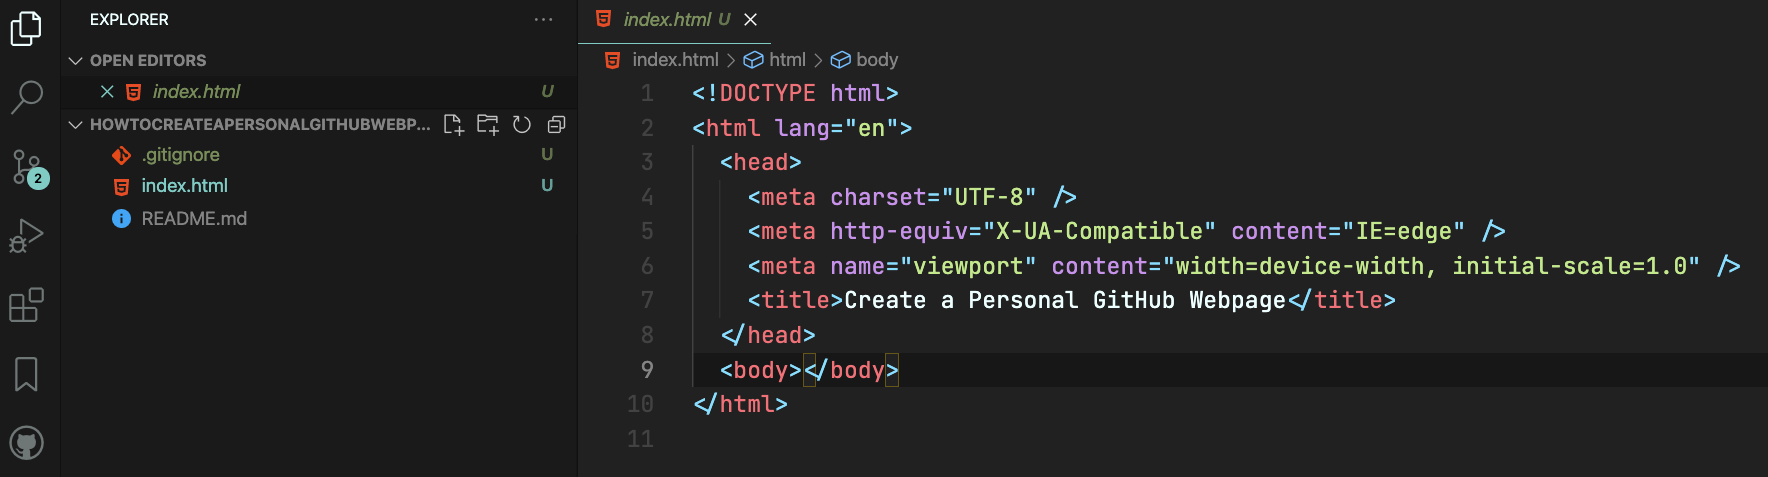 EXPLORER ...
OPEN EDITORS
index.html U
HOWTOCREATEAPERSONALGITHUBWEBP...
.gitignore U
2
index.html U
README.md
index.html U
index.html > html > body
1 <!DOCTYPE html>
2 <html lang="en">
3 <head>
4 <meta charset="UTF-8" />
5 <meta http-equiv="X-UA-Compatible" content="IE=edge" />
6 <meta name="viewport" content="width=device-width, initial-scale=1.0" />
7 <title>Create a Personal GitHub Webpage</title>
8 </head>
9 <body></body>
10 </html>
11